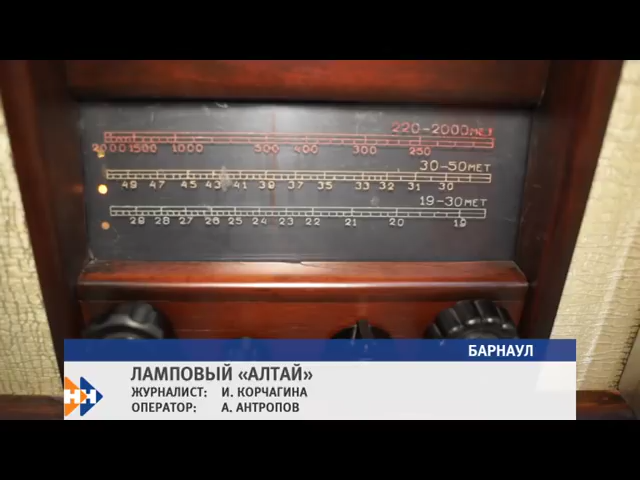 220-2000МЕТ
2000 1500 1000 500 400 300 250
30-50МЕТ
49 47 45 43 41 39 37 35 33 32 31 30
19-30МЕТ
29 28 27 26 25 24 23 22 21 20 19
БАРНАУЛ
ЛАМПОВЫЙ «АЛТАЙ»
ЖУРНАЛИСТ: И. КОРЧАГИНА
ОПЕРАТОР: А. АНТРОПОВ
НН